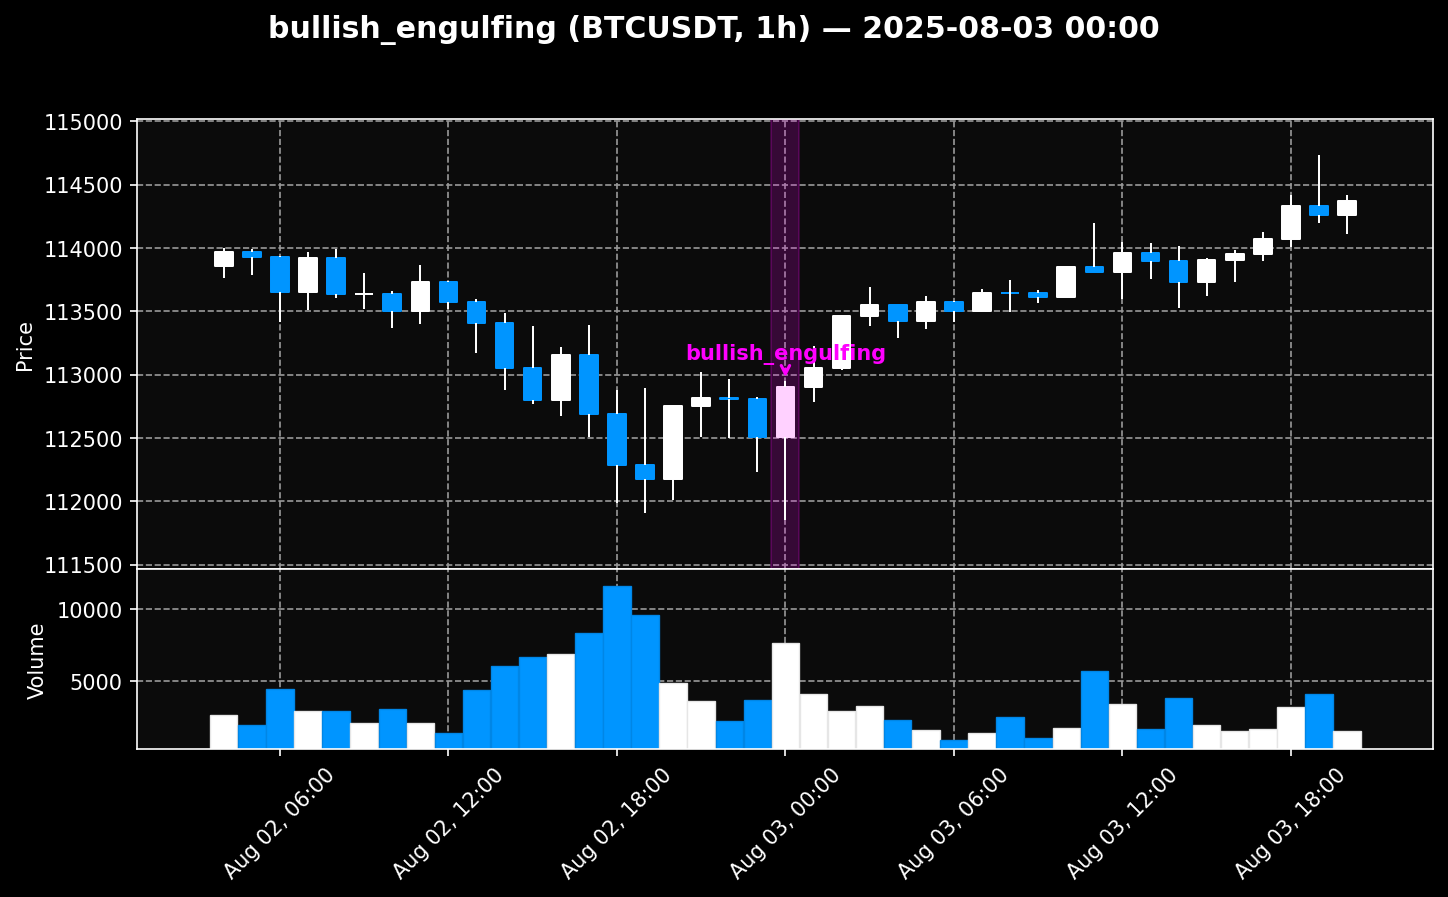 bullish_engulfing (BTCUSDT, 1h) — 2025-08-03 00:00
115000
114500
114000
113500
113000
112500
112000
111500
Price
bullish_engulfing
10000
5000
Volume
Aug 02, 06:00
Aug 02, 12:00
Aug 02, 18:00
Aug 03, 00:00
Aug 03, 06:00
Aug 03, 12:00
Aug 03, 18:00